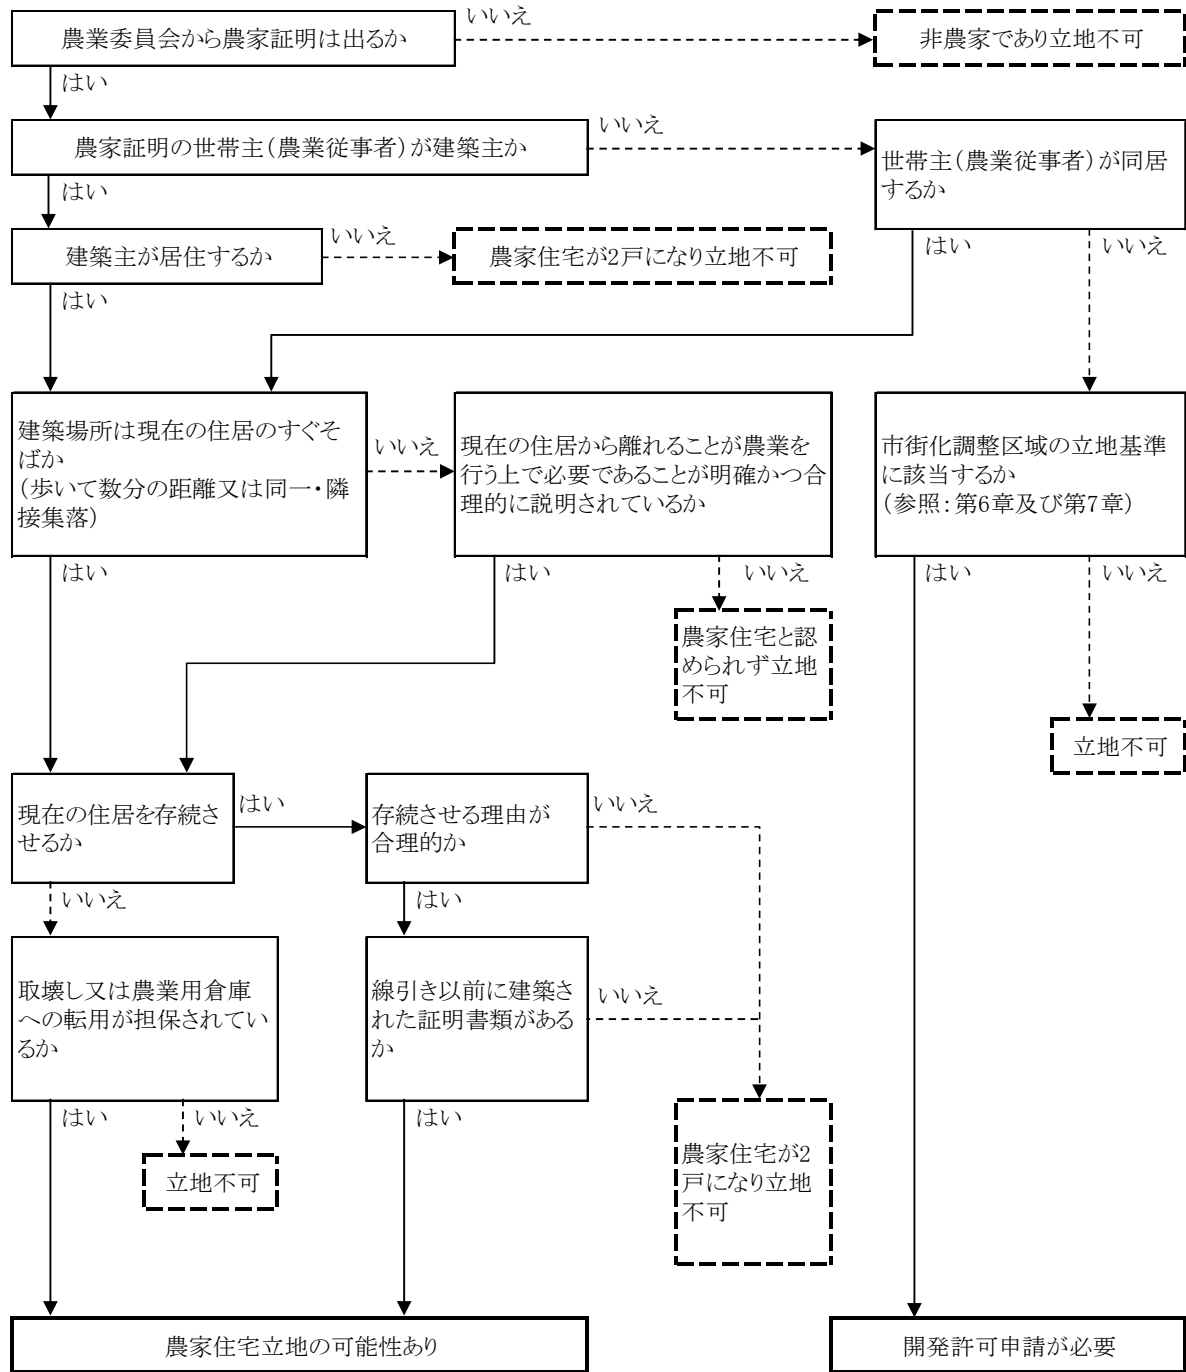 農業委員会から農家証明は出るか
いいえ
非農家であり立地不可
はい
農家証明の世帯主（農業従事者）が建築主か
いいえ
世帯主（農業従事者）が同居
するか
はい
建築主が居住するか
いいえ
農家住宅が2戸になり立地不可
はい
いいえ
はい
建築場所は現在の住居のすぐそ
ばか
（歩いて数分の距離又は同一・隣
接集落）
いいえ
現在の住居から離れることが農業を
行う上で必要であることが明確かつ合
理的に説明されているか
市街化調整区域の立地基準
に該当するか
（参照：第6章及び第7章）
はい
はい
いいえ
はい
いいえ
農家住宅と認
められず立地
不可
立地不可
現在の住居を存続さ
せるか
はい
存続させる理由が
合理的か
いいえ
いいえ
はい
取壊し又は農業用倉庫
への転用が担保されてい
るか
線引き以前に建築さ
れた証明書類がある
か
いいえ
はい
いいえ
はい
立地不可
農家住宅が2
戸になり立地
不可
農家住宅立地の可能性あり
開発許可申請が必要